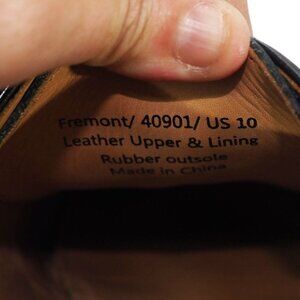 Fremont/ 40901/ US 10
Leather Upper & Lining
Rubber outsole
Made in China